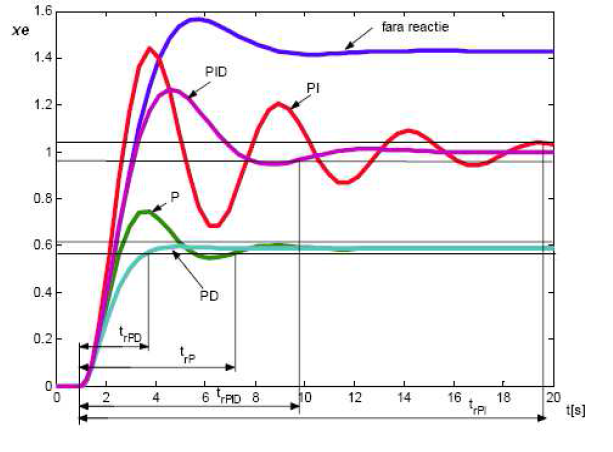 1.6
xe
fara reactie
1.4
PID
PI
1.2
1
0.8
P
0.6
PD
0.4
t_rPD
0.2
t_rP
0
0 2 4 6 8 10 12 14 16 18 20
t_rPID
t_rPI
t[s]